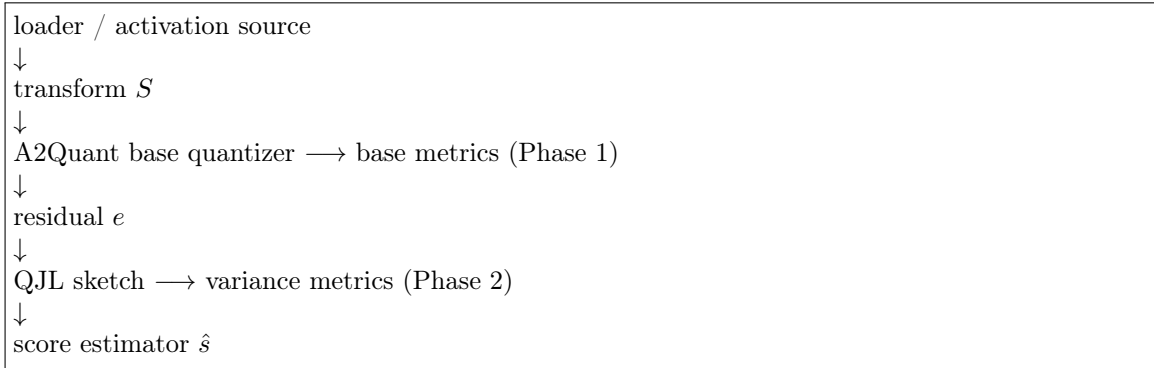 loader / activation source
↓
transform S
↓
A2Quant base quantizer ⟶ base metrics (Phase 1)
↓
residual e
↓
QJL sketch ⟶ variance metrics (Phase 2)
↓
score estimator ŝ